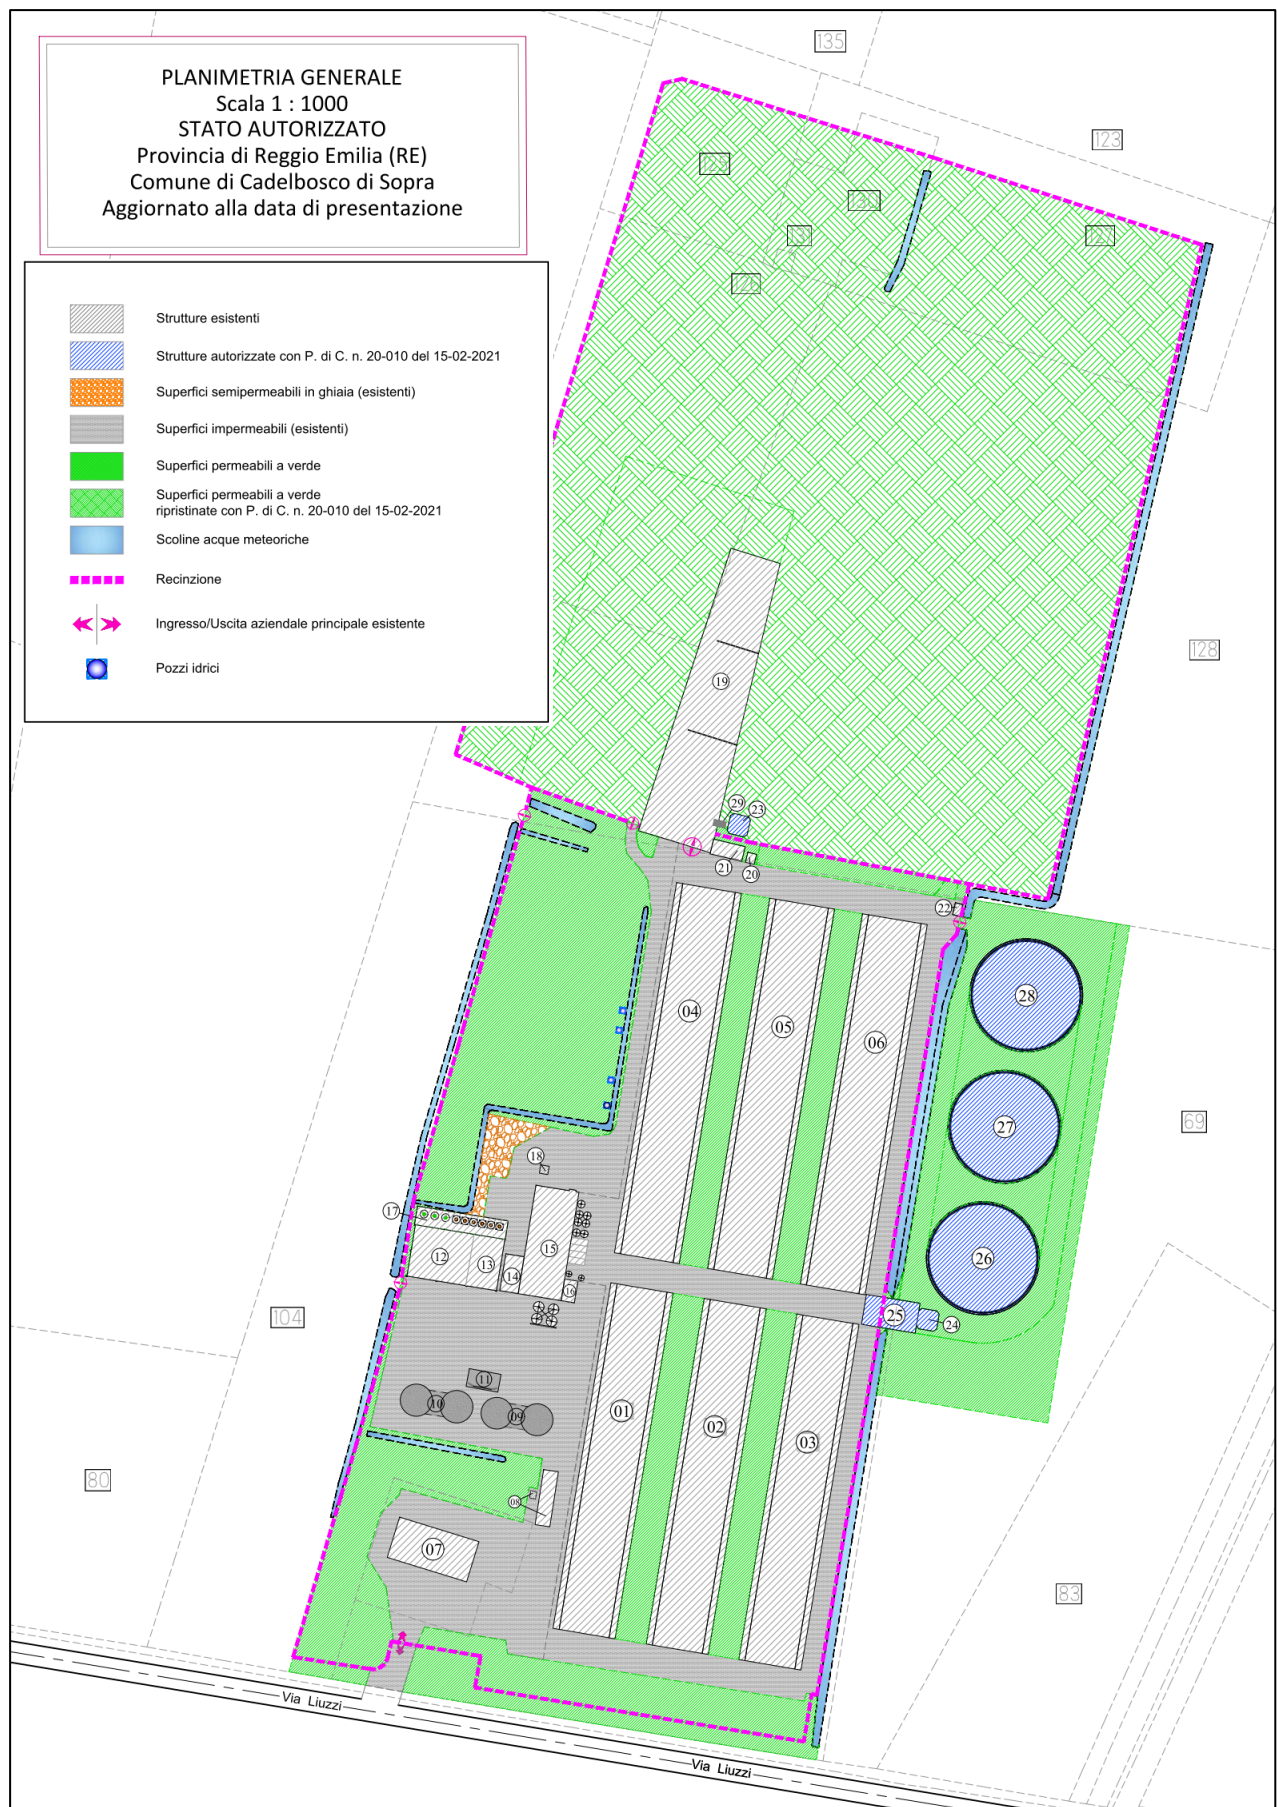 PLANIMETRIA GENERALE
Scala 1 : 1000
STATO AUTORIZZATO
Provincia di Reggio Emilia (RE)
Comune di Cadelbosco di Sopra
Aggiornato alla data di presentazione
Strutture esistenti
Strutture autorizzate con P. di C. n. 20-010 del 15-02-2021
Superfici semipermeabili in ghiaia (esistenti)
Superfici impermeabili (esistenti)
Superfici permeabili a verde
Superfici permeabili a verde
ripristinate con P. di C. n. 20-010 del 15-02-2021
Scoline acque meteoriche
Recinzione
Ingresso/Uscita aziendale principale esistente
Pozzi idrici
135
123
131
127
126
128
19
29
23
21
20
22
04
05
06
28
27
26
69
18
17
12
13
14
15
16
25
24
104
11
10
09
01
02
03
80
08
07
83
Via Liuzzi
Via Liuzzi